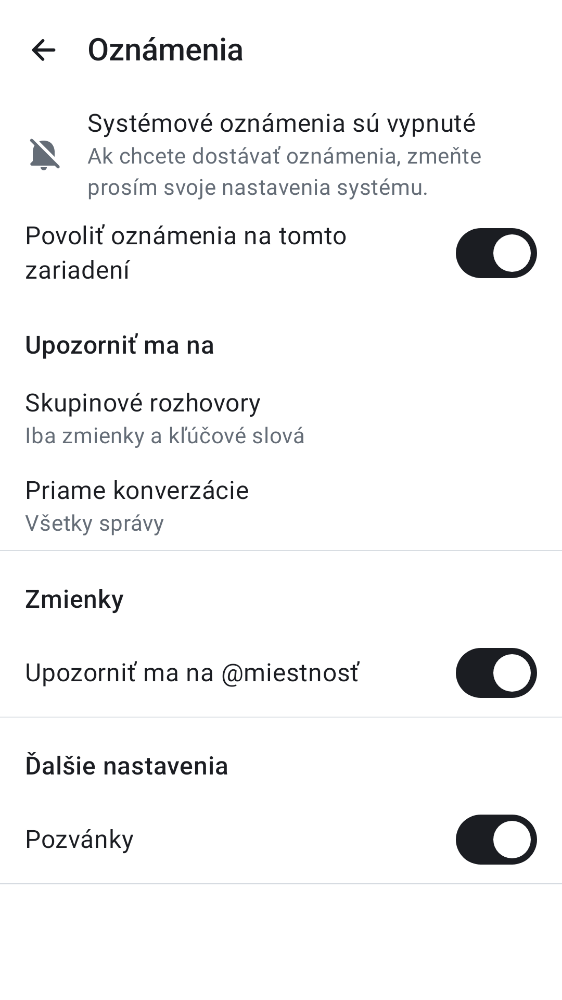 Oznámenia
Systémové oznámenia sú vypnuté
Ak chcete dostávať oznámenia, zmeňte
prosím svoje nastavenia systému.
Povoliť oznámenia na tomto
zariadení
Upozorniť ma na
Skupinové rozhovory
Iba zmienky a kľúčové slová
Priame konverzácie
Všetky správy
Zmienky
Upozorniť ma na @miestnosť
Ďalšie nastavenia
Pozvánky